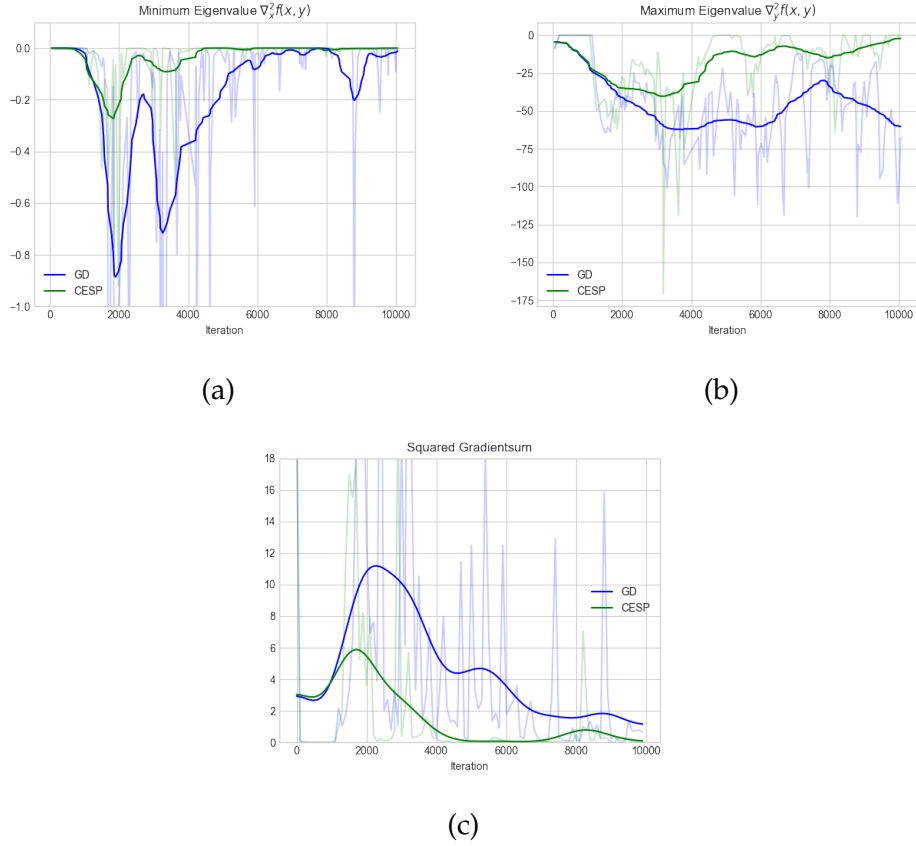 Minimum Eigenvalue ∇²ₓf(x, y)
0.0
−0.2
−0.4
−0.6
−0.8
−1.0
GD
CESP
0 2000 4000 6000 8000 10000
Iteration
(a)
Maximum Eigenvalue ∇²ᵧf(x, y)
0
−25
−50
−75
−100
−125
−150
−175
GD
CESP
0 2000 4000 6000 8000 10000
Iteration
(b)
Squared Gradientsum
18
16
14
12
10
8
6
4
2
0
GD
CESP
0 2000 4000 6000 8000 10000
Iteration
(c)